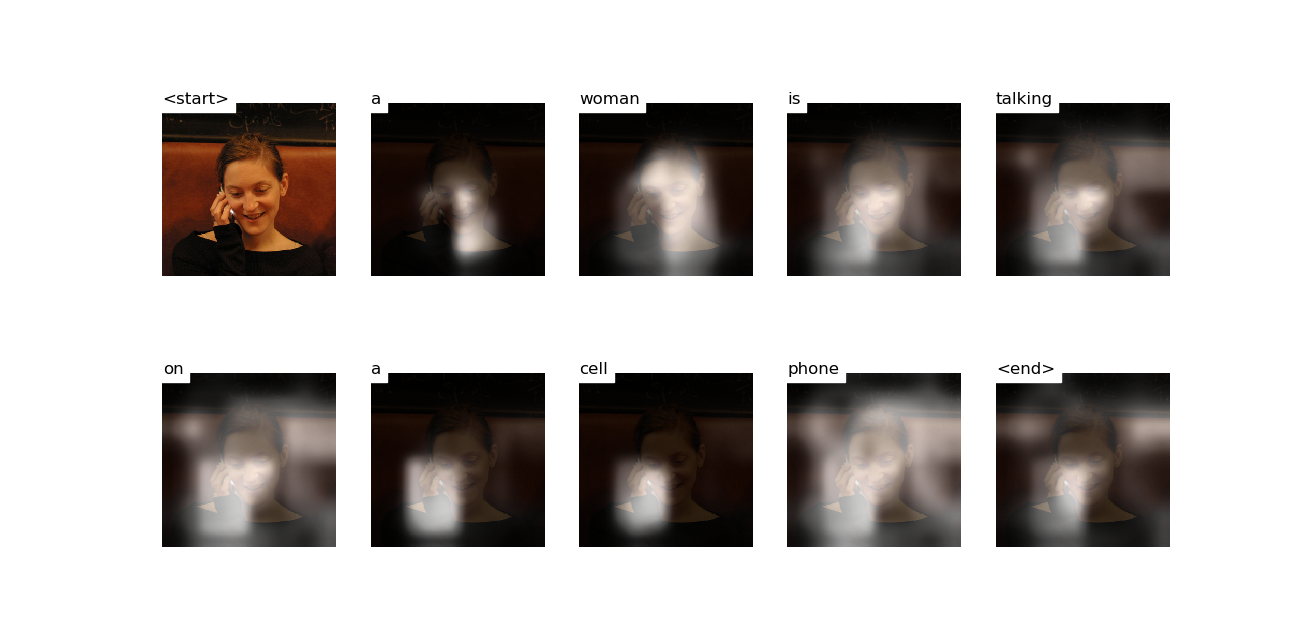 <start>
a
woman
is
talking
on
a
cell
phone
<end>